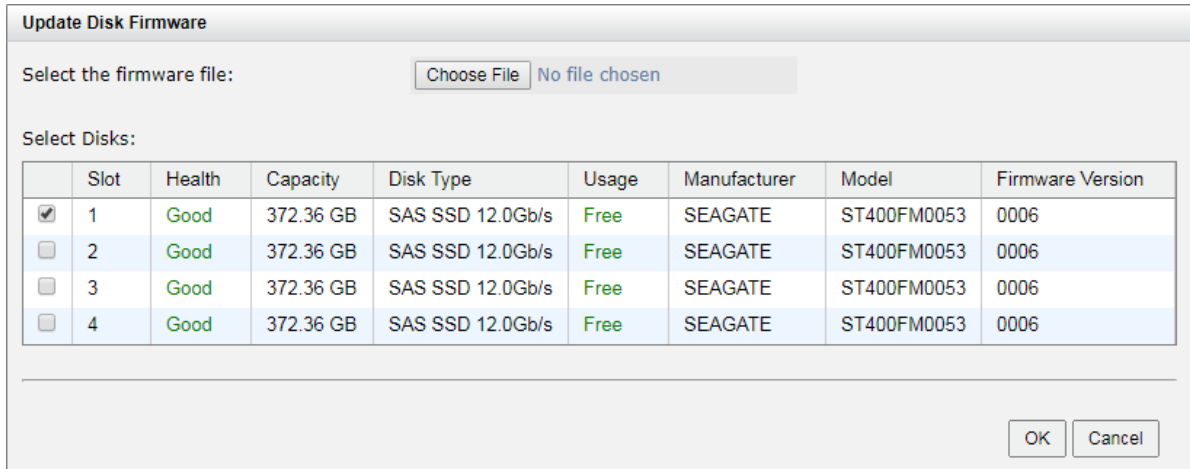 Update Disk Firmware
Select the firmware file: Choose File No file chosen
Select Disks:
Slot Health Capacity Disk Type Usage Manufacturer Model Firmware Version
1 Good 372.36 GB SAS SSD 12.0Gb/s Free SEAGATE ST400FM0053 0006
2 Good 372.36 GB SAS SSD 12.0Gb/s Free SEAGATE ST400FM0053 0006
3 Good 372.36 GB SAS SSD 12.0Gb/s Free SEAGATE ST400FM0053 0006
4 Good 372.36 GB SAS SSD 12.0Gb/s Free SEAGATE ST400FM0053 0006
OK Cancel